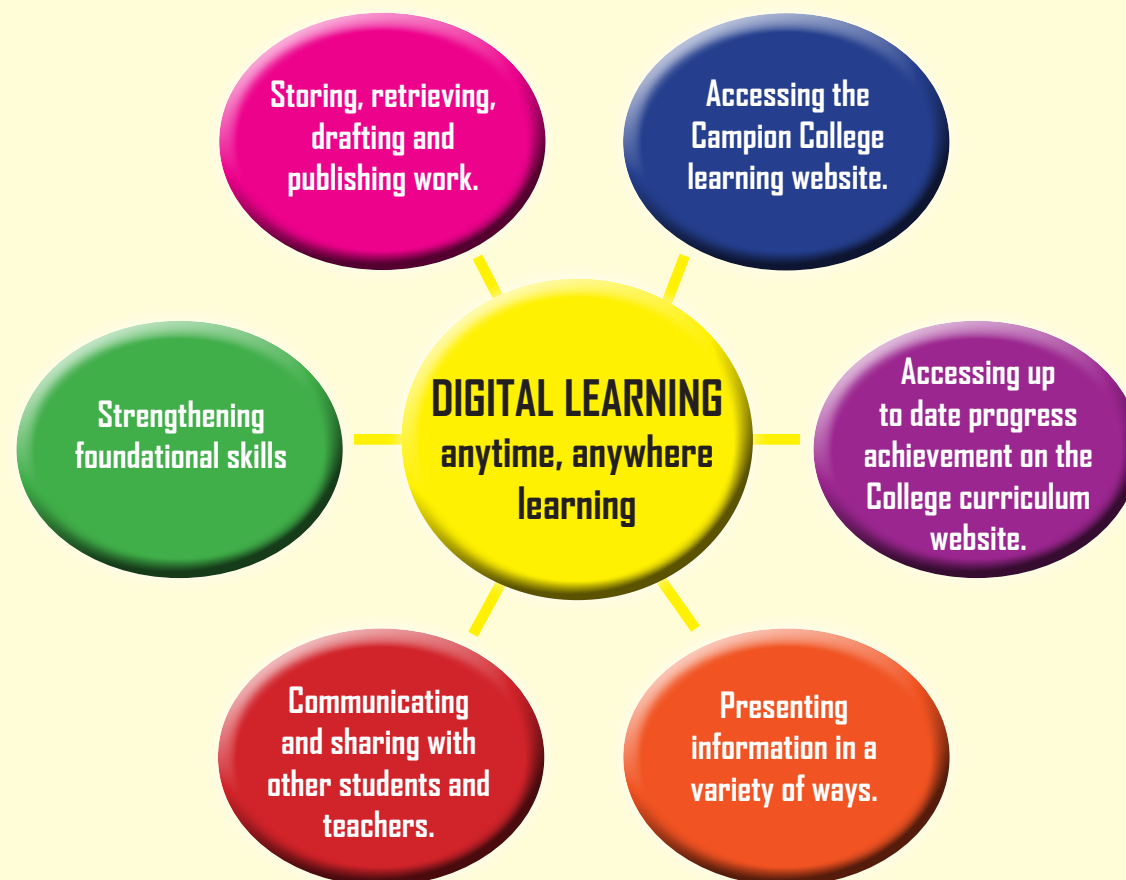 Storing, retrieving,
drafting and
publishing work.
Accessing the
Campion College
learning website.
Strengthening
foundational skills
DIGITAL LEARNING
anytime, anywhere
learning
Accessing up
to date progress
achievement on the
College curriculum
website.
Communicating
and sharing with
other students and
teachers.
Presenting
information in a
variety of ways.